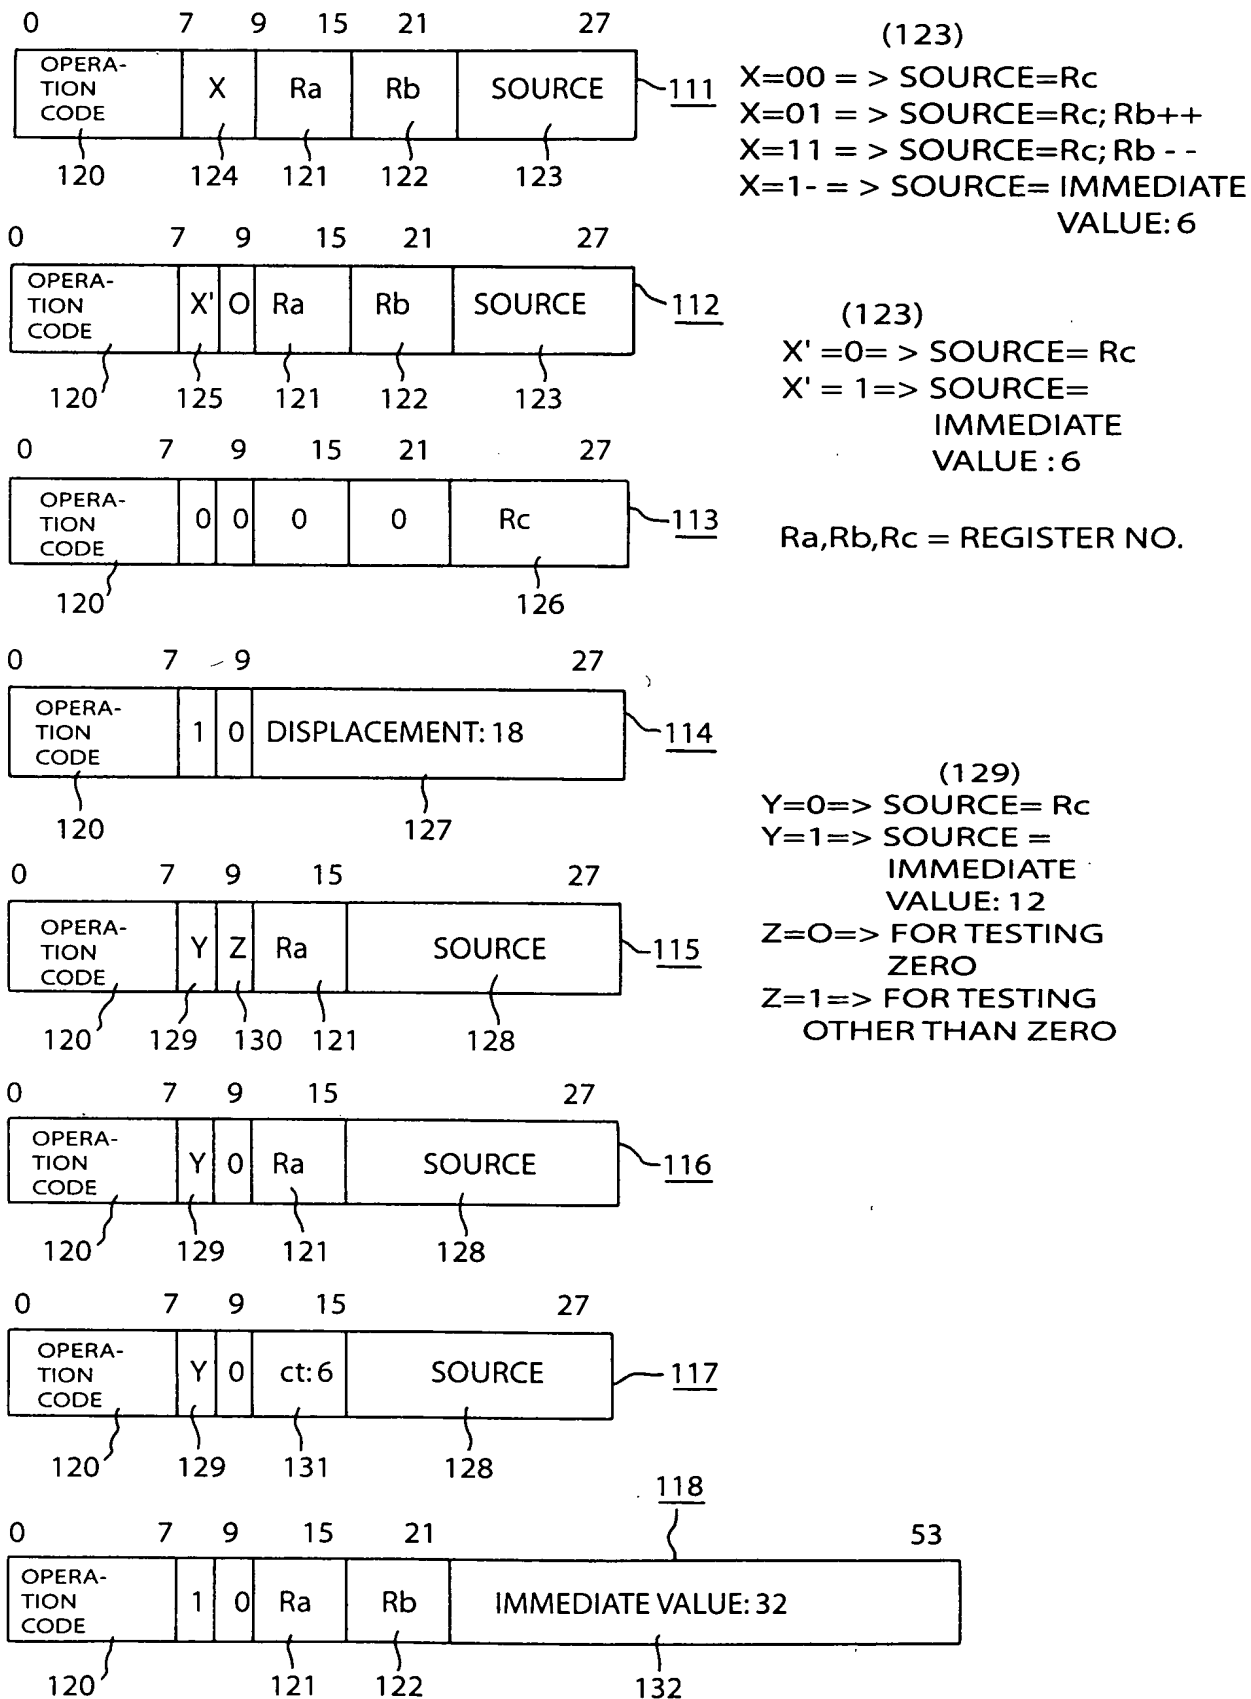 0 7 9 15 21 27
OPERA-
TION
CODE
X Ra Rb SOURCE 111
120 124 121 122 123
(123)
X=00 = > SOURCE=Rc
X=01 = > SOURCE=Rc; Rb++
X=11 = > SOURCE=Rc; Rb - -
X=1- = > SOURCE= IMMEDIATE
VALUE: 6
0 7 9 15 21 27
OPERA-
TION
CODE
X' O Ra Rb SOURCE 112
120 125 121 122 123
(123)
X' =0= > SOURCE= Rc
X' = 1=> SOURCE=
IMMEDIATE
VALUE : 6
0 7 9 15 21 27
OPERA-
TION
CODE
0 0 0 0 Rc 113
120 126
Ra,Rb,Rc = REGISTER NO.
0 7 9 27
OPERA-
TION
CODE
1 0 DISPLACEMENT: 18 114
120 127
(129)
Y=0=> SOURCE= Rc
Y=1=> SOURCE =
IMMEDIATE
VALUE: 12
Z=O=> FOR TESTING
ZERO
Z=1=> FOR TESTING
OTHER THAN ZERO
0 7 9 15 27
OPERA-
TION
CODE
Y Z Ra SOURCE 115
120 129 130 121 128
0 7 9 15 27
OPERA-
TION
CODE
Y 0 Ra SOURCE 116
120 129 121 128
0 7 9 15 27
OPERA-
TION
CODE
Y 0 ct: 6 SOURCE 117
120 129 131 128
118
0 7 9 15 21 53
OPERA-
TION
CODE
1 0 Ra Rb IMMEDIATE VALUE: 32
120 121 122 132